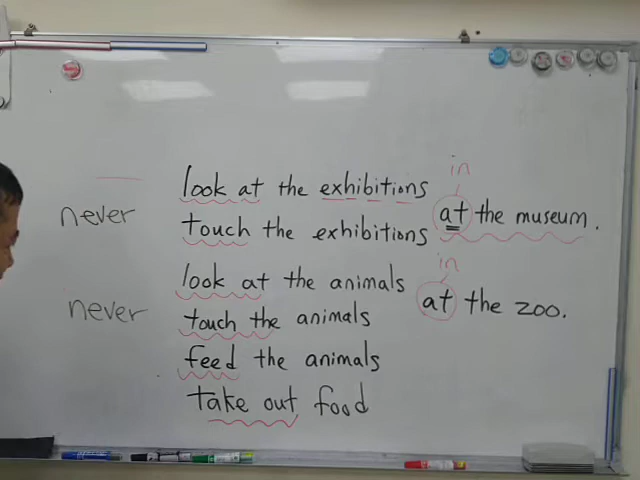 in
look at the exhibitions
never
at the museum.
touch the exhibitions
in
look at the animals
never
at the zoo.
touch the animals
feed the animals
take out food